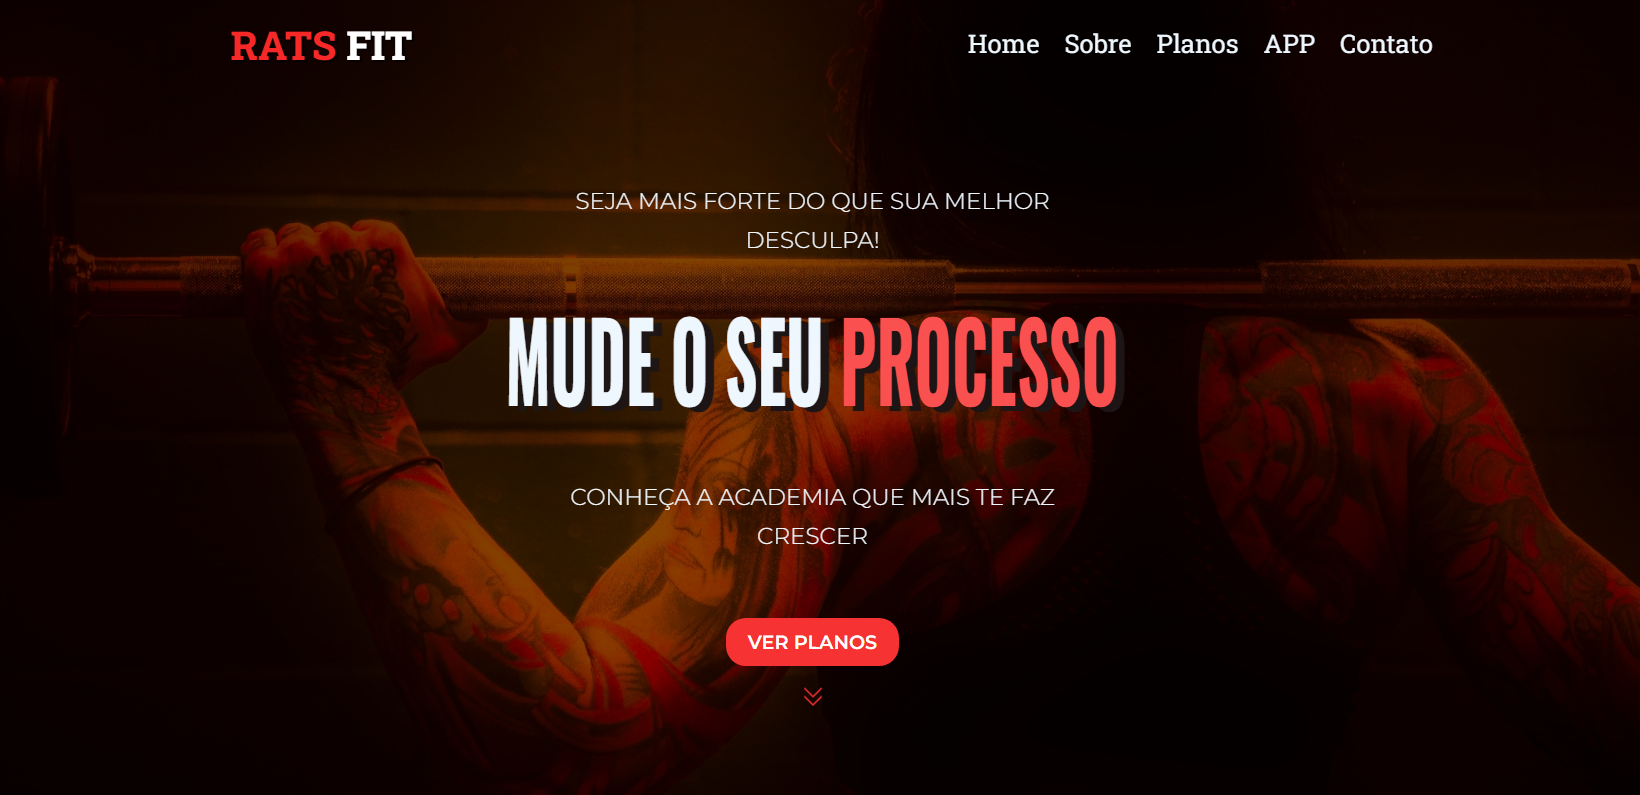 RATS FIT
Home Sobre Planos APP Contato
SEJA MAIS FORTE DO QUE SUA MELHOR
DESCULPA!
MUDE O SEU PROCESSO
CONHEÇA A ACADEMIA QUE MAIS TE FAZ
CRESCER
VER PLANOS